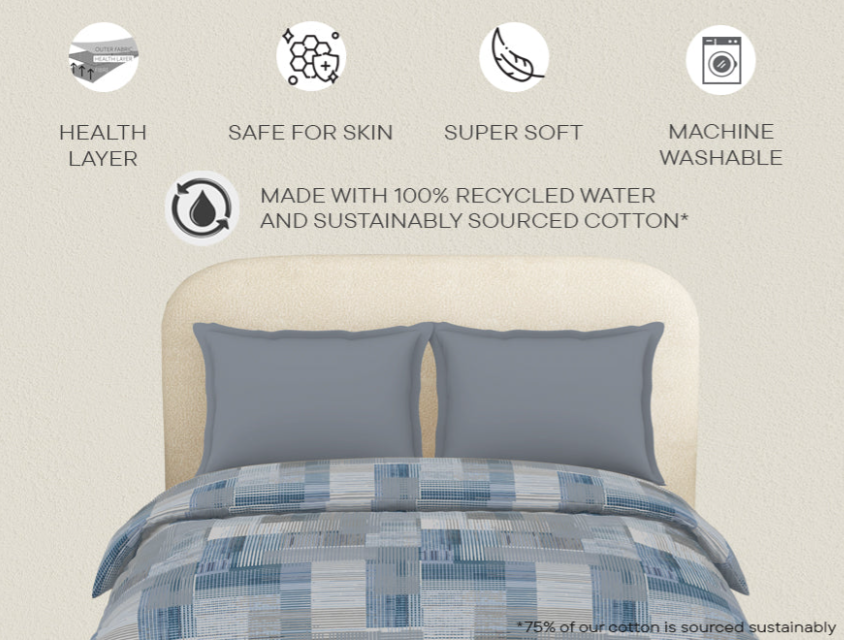 OUTER FABRIC
HEALTH LAYER
HEALTH
LAYER
SAFE FOR SKIN
SUPER SOFT
MACHINE
WASHABLE
MADE WITH 100% RECYCLED WATER
AND SUSTAINABLY SOURCED COTTON*
*75% of our cotton is sourced sustainably